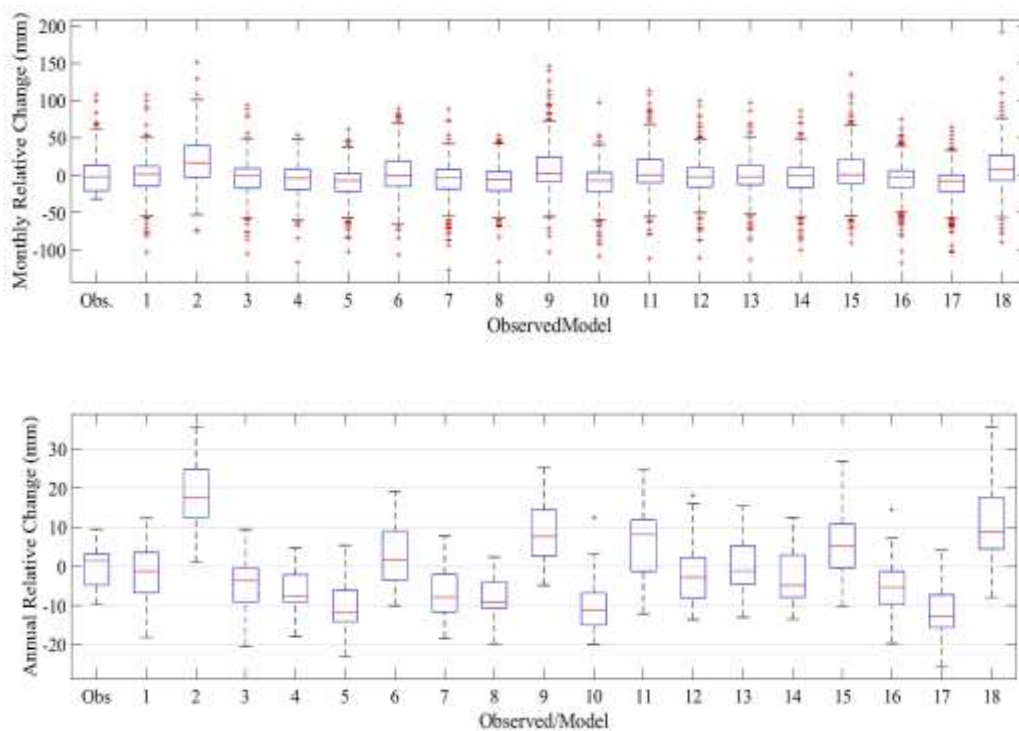 Monthly Relative Change (mm)
200
150
100
50
0
-50
-100
Obs. 1 2 3 4 5 6 7 8 9 10 11 12 13 14 15 16 17 18
ObservedModel
Annual Relative Change (mm)
30
20
10
0
-10
-20
Obs 1 2 3 4 5 6 7 8 9 10 11 12 13 14 15 16 17 18
Observed/Model